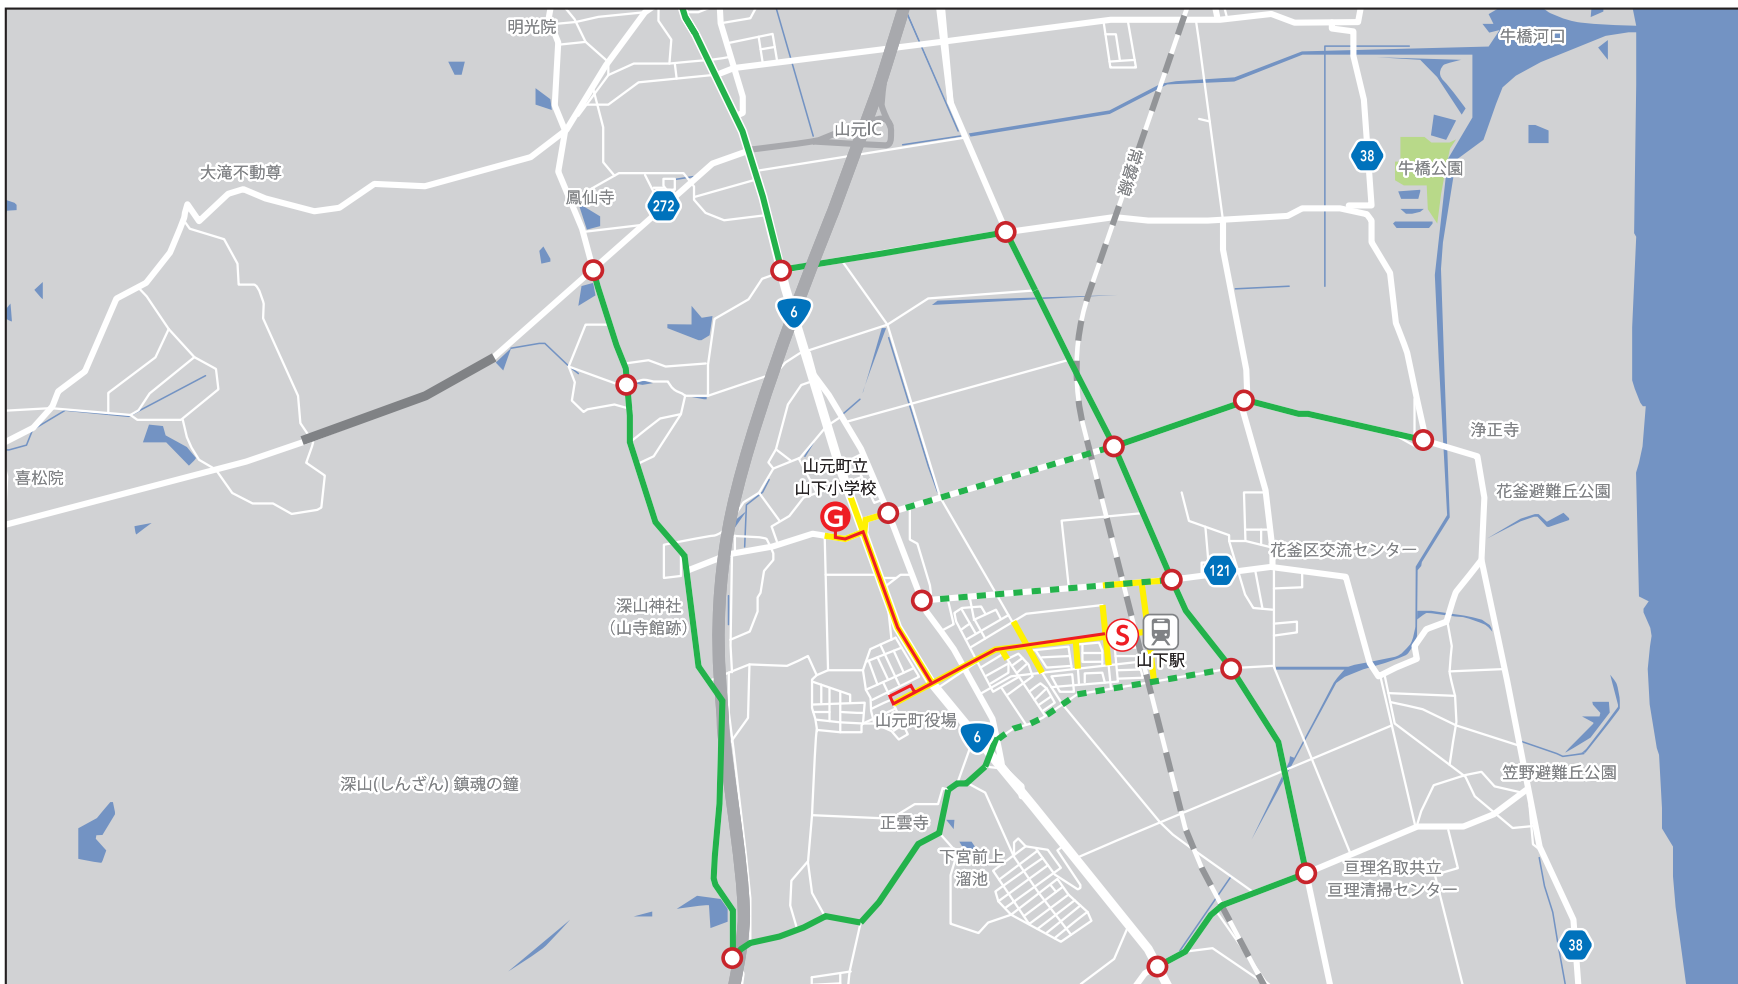 明光院
牛橋河口
山元IC
38
大滝不動尊
常磐線
牛橋公園
鳳仙寺
272
6
浄正寺
山元町立
山下小学校
喜松院
花釜避難丘公園
G
花釜区交流センター
121
深山神社
（山寺館跡）
S
山下駅
山元町役場
6
深山(しんざん)鎮魂の鐘
笠野避難丘公園
正雲寺
下宮前上
溜池
亘理名取共立
亘理清掃センター
38